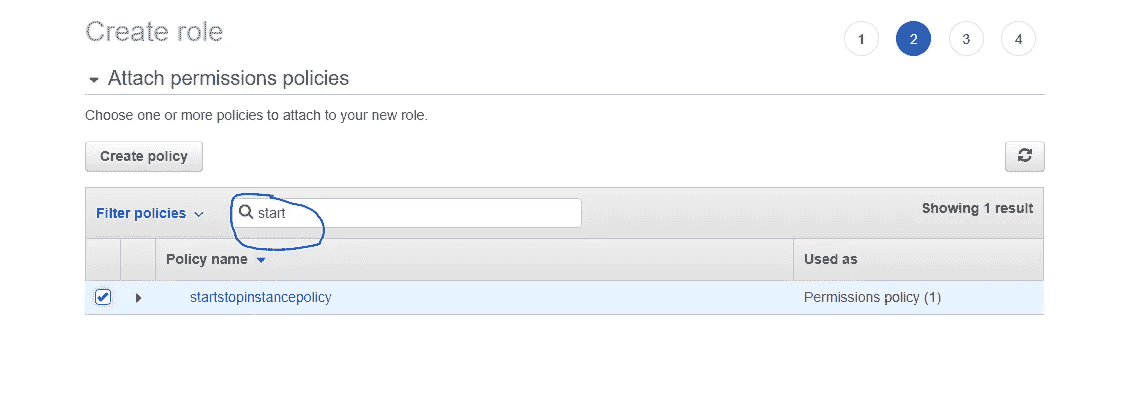 Create role
1 2 3 4
Attach permissions policies
Choose one or more policies to attach to your new role.
Create policy
Filter policies start Showing 1 result
Policy name Used as
startstopinstancepolicy Permissions policy (1)